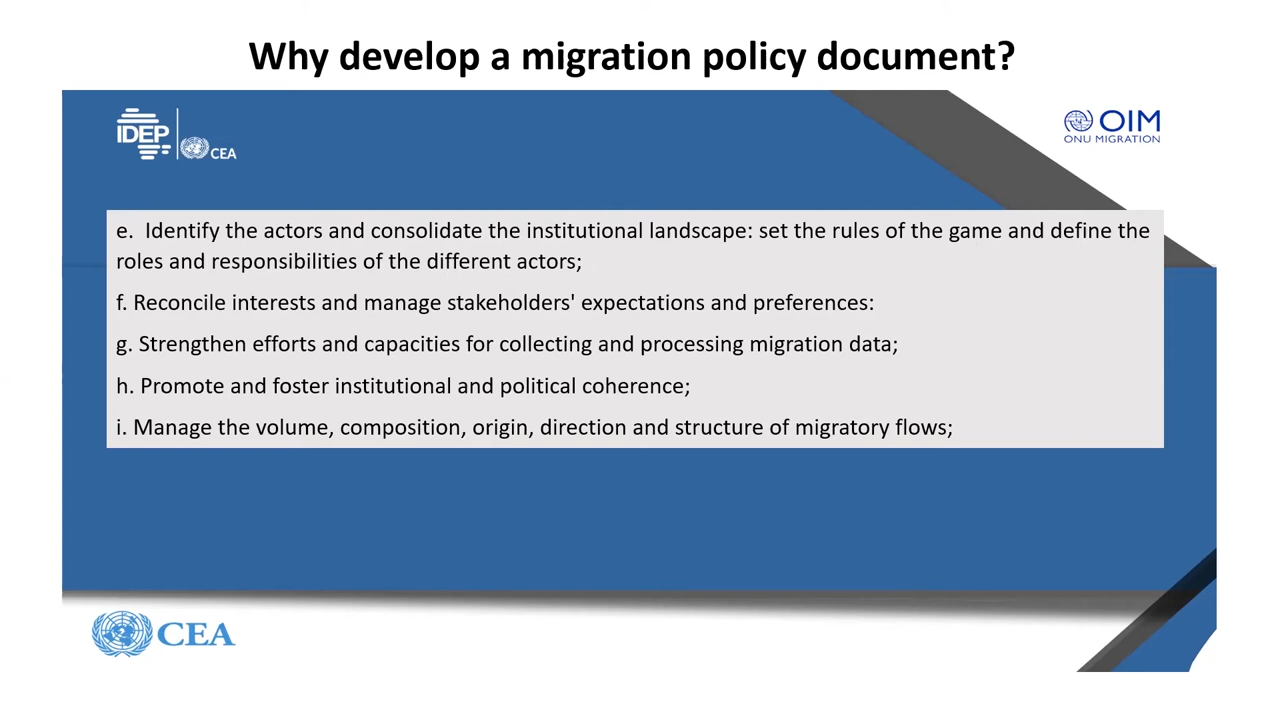 Why develop a migration policy document?
IDEP
CEA
OIM
ONU MIGRATION
e. Identify the actors and consolidate the institutional landscape: set the rules of the game and define the
roles and responsibilities of the different actors;
f. Reconcile interests and manage stakeholders' expectations and preferences:
g. Strengthen efforts and capacities for collecting and processing migration data;
h. Promote and foster institutional and political coherence;
i. Manage the volume, composition, origin, direction and structure of migratory flows;
CEA